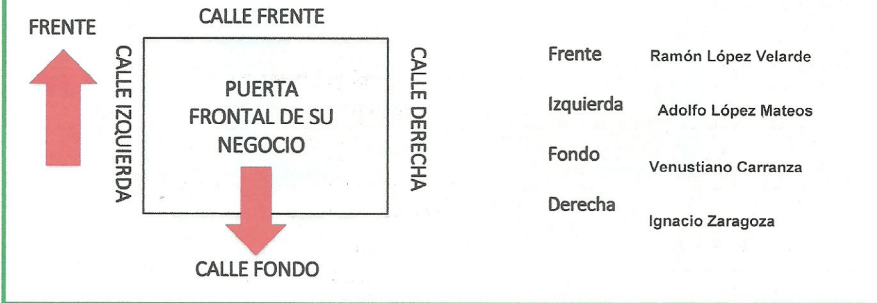 CALLE FRENTE
FRENTE
CALLE IZQUIERDA
PUERTA
FRONTAL DE SU
NEGOCIO
CALLE DERECHA
CALLE FONDO
Frente Ramón López Velarde
Izquierda Adolfo López Mateos
Fondo Venustiano Carranza
Derecha Ignacio Zaragoza